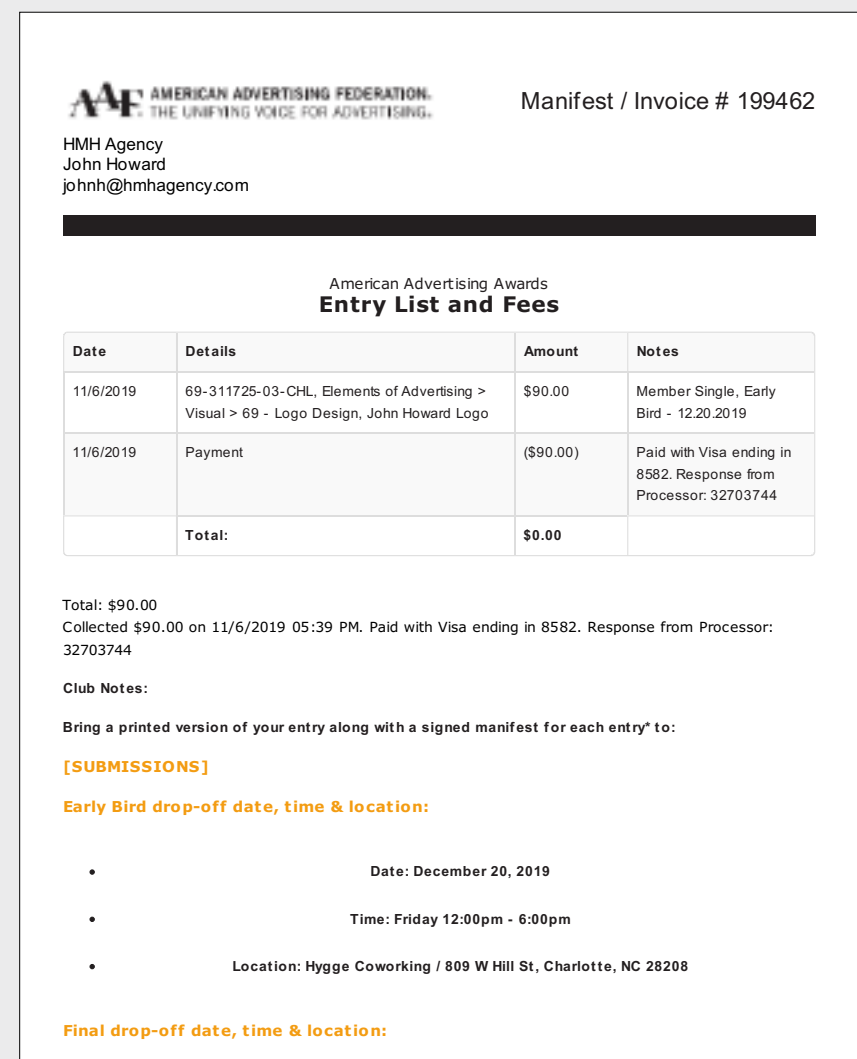 AAF AMERICAN ADVERTISING FEDERATION.
THE UNIFYING VOICE FOR ADVERTISING.
Manifest / Invoice # 199462
HMH Agency
John Howard
johnh@hmhagency.com
American Advertising Awards
Entry List and Fees
Date Details Amount Notes
11/6/2019 69-311725-03-CHL, Elements of Advertising > $90.00 Member Single, Early
Visual > 69 - Logo Design, John Howard Logo Bird - 12.20.2019
11/6/2019 Payment ($90.00) Paid with Visa ending in
8582. Response from
Processor: 32703744
Total: $0.00
Total: $90.00
Collected $90.00 on 11/6/2019 05:39 PM. Paid with Visa ending in 8582. Response from Processor:
32703744
Club Notes:
Bring a printed version of your entry along with a signed manifest for each entry* to:
[SUBMISSIONS]
Early Bird drop-off date, time & location:
• Date: December 20, 2019
• Time: Friday 12:00pm - 6:00pm
• Location: Hygge Coworking / 809 W Hill St, Charlotte, NC 28208
Final drop-off date, time & location: